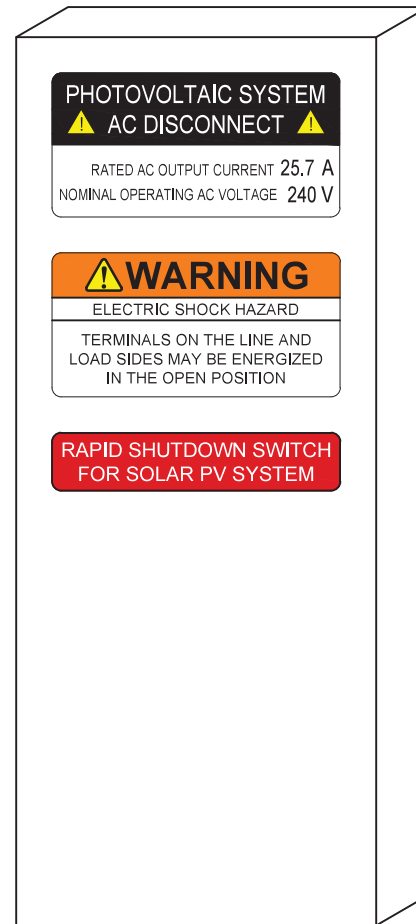 PHOTOVOLTAIC SYSTEM
AC DISCONNECT
RATED AC OUTPUT CURRENT 25.7 A
NOMINAL OPERATING AC VOLTAGE 240 V
WARNING
ELECTRIC SHOCK HAZARD
TERMINALS ON THE LINE AND
LOAD SIDES MAY BE ENERGIZED
IN THE OPEN POSITION
RAPID SHUTDOWN SWITCH
FOR SOLAR PV SYSTEM